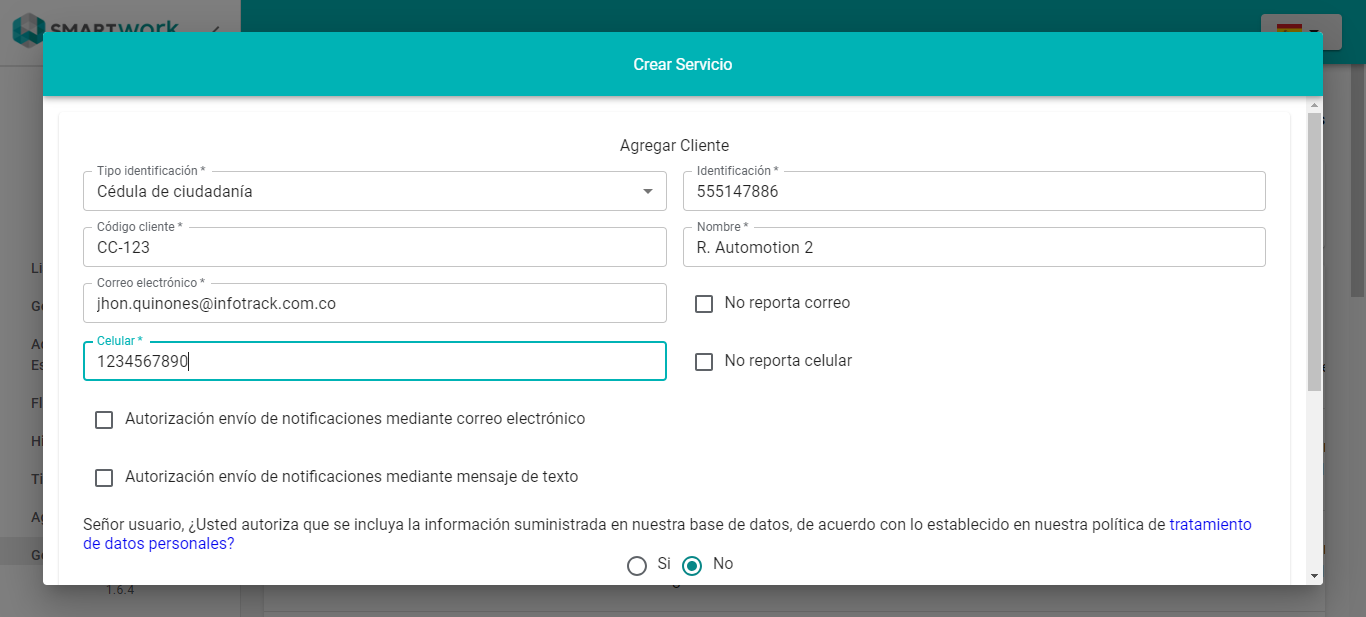 SMARTWORK
Crear Servicio
Agregar Cliente
Tipo identificación *
Cédula de ciudadanía
Identificación *
555147886
Código cliente *
CC-123
Nombre *
R. Automotion 2
Correo electrónico *
jhon.quinones@infotrack.com.co
No reporta correo
Celular *
1234567890
No reporta celular
Autorización envío de notificaciones mediante correo electrónico
Autorización envío de notificaciones mediante mensaje de texto
Señor usuario, ¿Usted autoriza que se incluya la información suministrada en nuestra base de datos, de acuerdo con lo establecido en nuestra política de tratamiento
de datos personales?
Si No
1.6.4